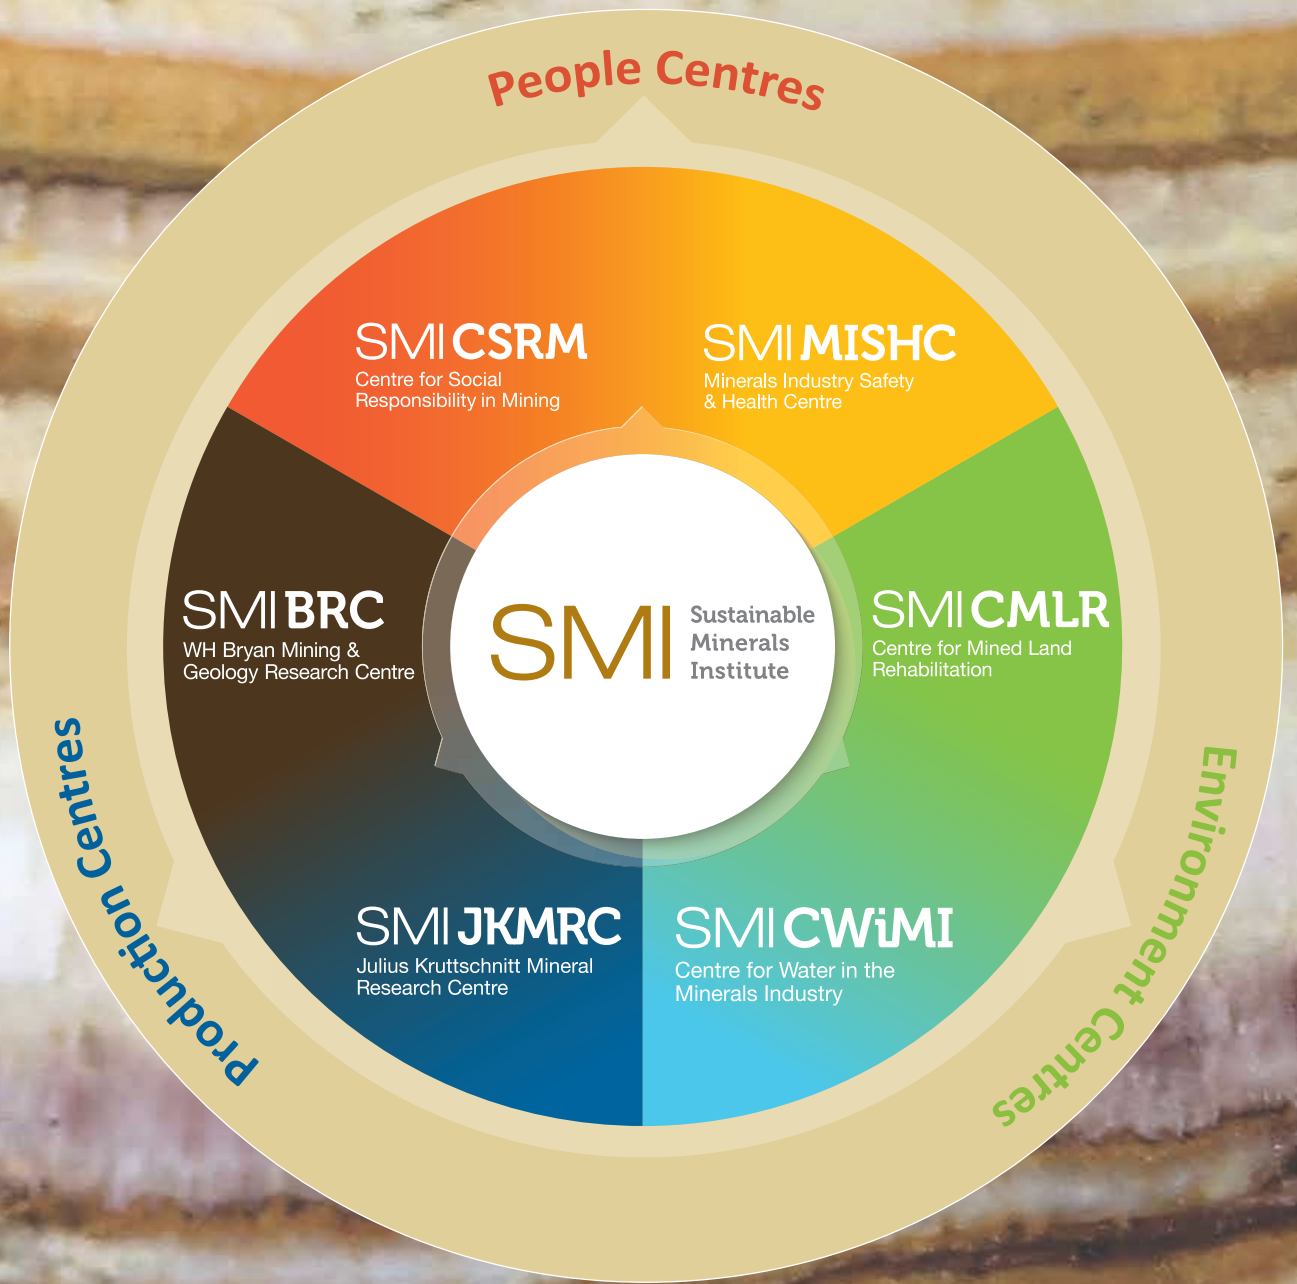 People Centres
SMI CSRM
Centre for Social
Responsibility in Mining
SMI MISHC
Minerals Industry Safety
& Health Centre
SMI BRC
WH Bryan Mining &
Geology Research Centre
SMI
Sustainable
Minerals
Institute
SMI CMLR
Centre for Mined Land
Rehabilitation
SMI JKMRC
Julius Kruttschnitt Mineral
Research Centre
SMI CWiMI
Centre for Water in the
Minerals Industry
Production Centres
Environment Centres